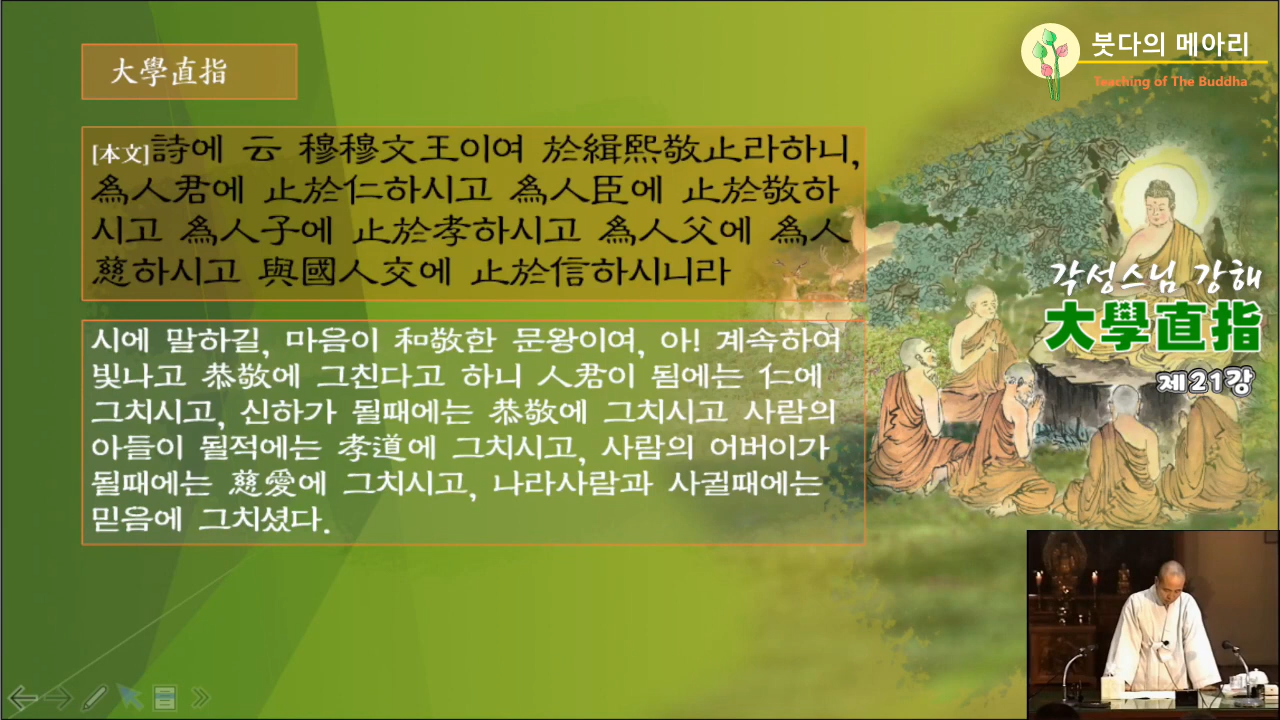 大學直指
[本文]詩에 云 穆穆文王이여 於緝熙敬止라하니,
爲人君에 止於仁하시고 爲人臣에 止於敬하
시고 爲人子에 止於孝하시고 爲人父에 爲人
慈하시고 與國人交에 止於信하시니라
시에 말하길, 마음이 和敬한 문왕이여, 아! 계속하여
빛나고 恭敬에 그친다고 하니 人君이 됨에는 仁에
그치시고, 신하가 될때에는 恭敬에 그치시고 사람의
아들이 될적에는 孝道에 그치시고, 사람의 어버이가
될때에는 慈愛에 그치시고, 나라사람과 사귈때에는
믿음에 그치셨다.
붓다의 메아리
Teaching of The Buddha
각성스님 강해
大學直指
제21강